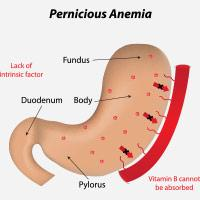 Pernicious Anemia
Lack of
Intrinsic factor
Fundus
Duodenum
Body
Pylorus
Vitamin B cannot
be absorbed